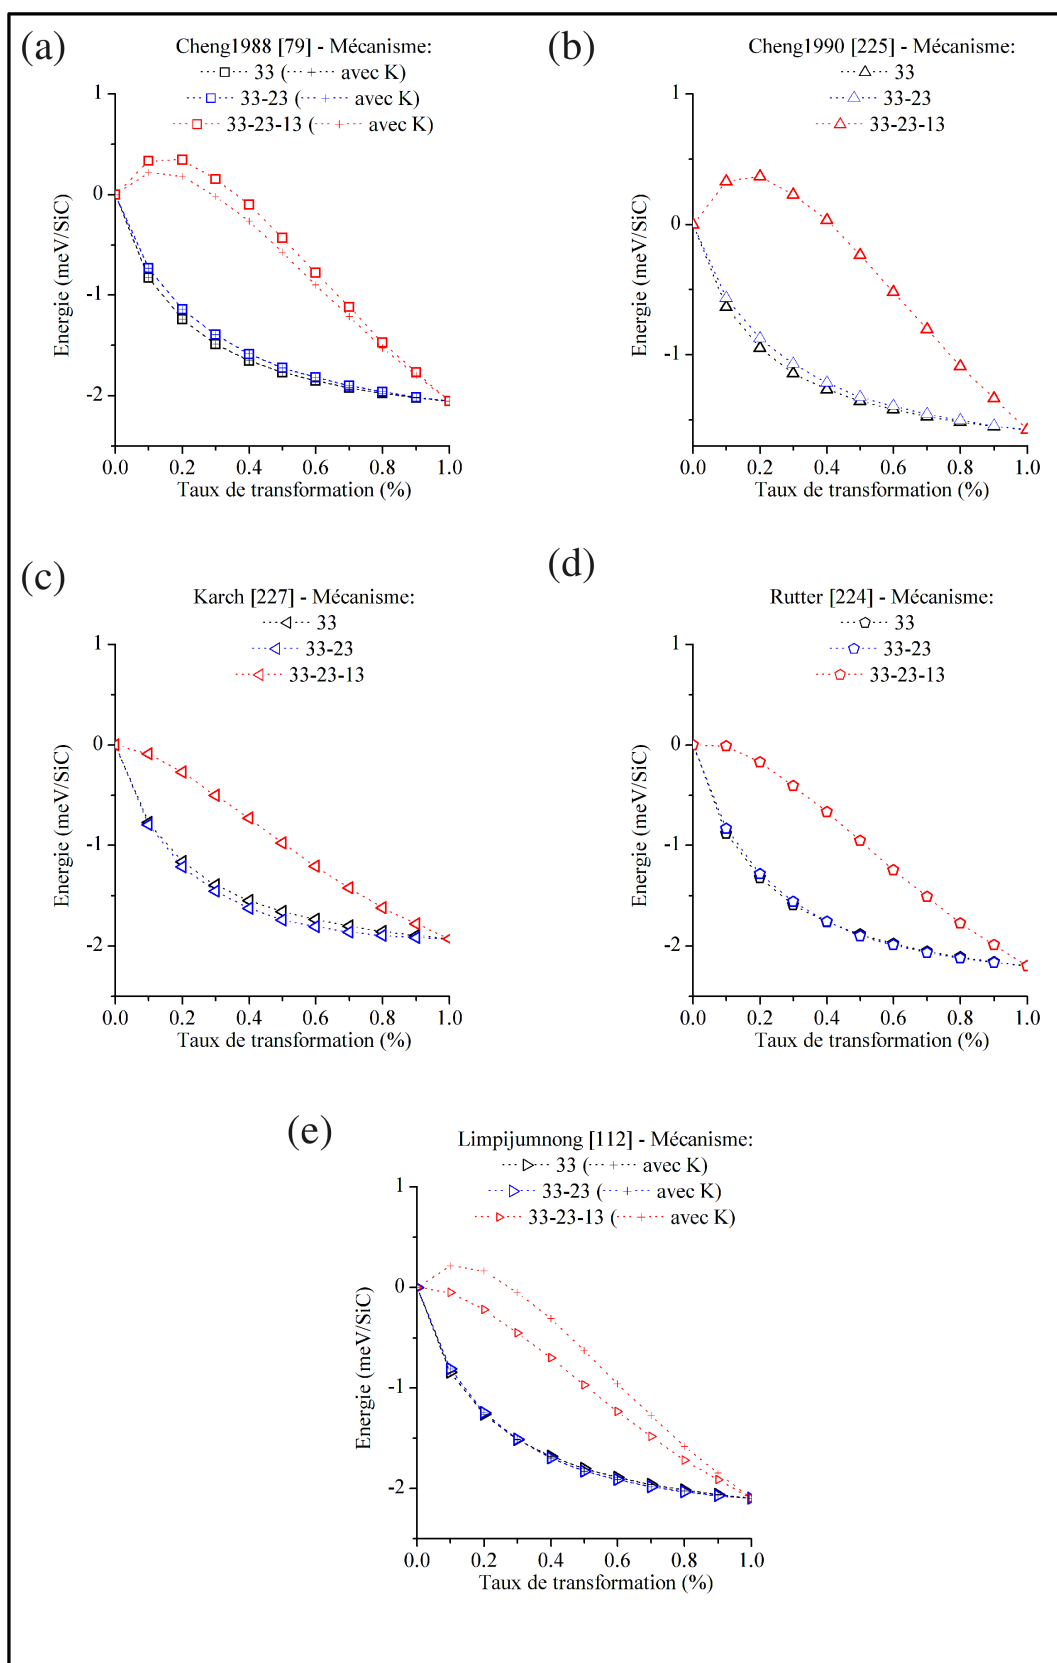 (a)
Cheng1988 [79] - Mécanisme:
33 ( avec K)
33-23 ( avec K)
33-23-13 ( avec K)
1
0
-1
-2
Energie (meV/SiC)
0.0 0.2 0.4 0.6 0.8 1.0
Taux de transformation (%)
(b)
Cheng1990 [225] - Mécanisme:
33
33-23
33-23-13
1
0
-1
Energie (meV/SiC)
0.0 0.2 0.4 0.6 0.8 1.0
Taux de transformation (%)
(c)
Karch [227] - Mécanisme:
33
33-23
33-23-13
1
0
-1
-2
Energie (meV/SiC)
0.0 0.2 0.4 0.6 0.8 1.0
Taux de transformation (%)
(d)
Rutter [224] - Mécanisme:
33
33-23
33-23-13
1
0
-1
-2
Energie (meV/SiC)
0.0 0.2 0.4 0.6 0.8 1.0
Taux de transformation (%)
(e)
Limpijumnong [112] - Mécanisme:
33 ( avec K)
33-23 ( avec K)
33-23-13 ( avec K)
1
0
-1
-2
Energie (meV/SiC)
0.0 0.2 0.4 0.6 0.8 1.0
Taux de transformation (%)